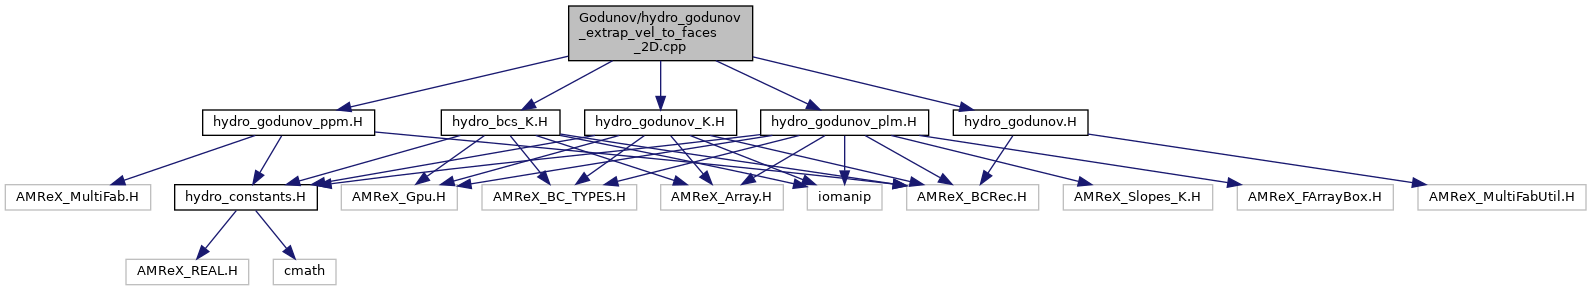 Godunov/hydro_godunov
_extrap_vel_to_faces
_2D.cpp
hydro_godunov_ppm.H
hydro_bcs_K.H
hydro_godunov_K.H
hydro_godunov_plm.H
hydro_godunov.H
AMReX_MultiFab.H
hydro_constants.H
AMReX_Gpu.H
AMReX_BC_TYPES.H
AMReX_Array.H
iomanip
AMReX_BCRec.H
AMReX_Slopes_K.H
AMReX_FArrayBox.H
AMReX_MultiFabUtil.H
AMReX_REAL.H
cmath